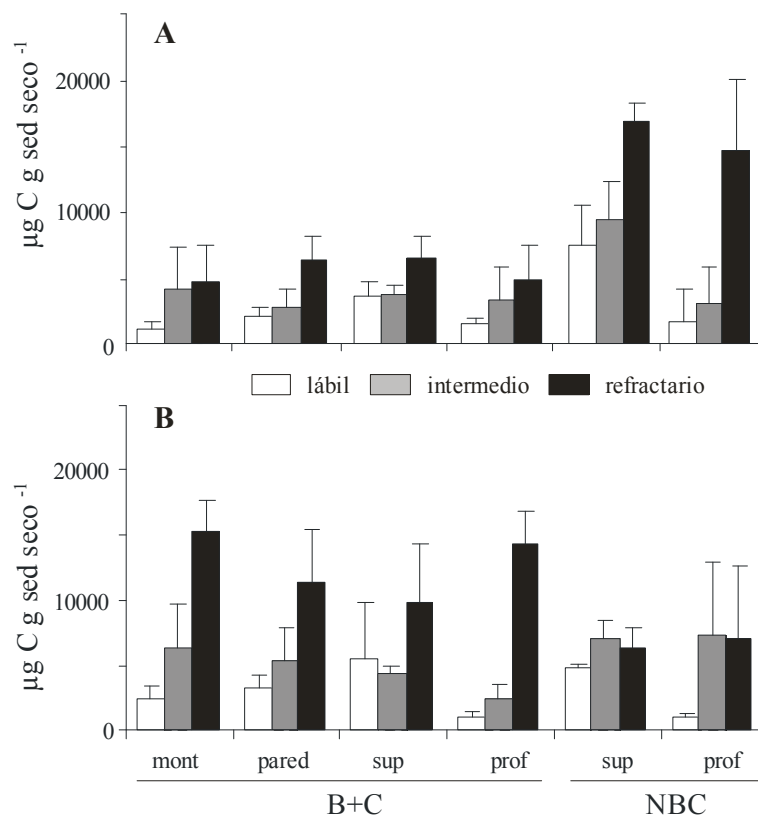 A
µg C g sed seco -1
20000
10000
0
lábil intermedio refractario
B
µg C g sed seco -1
20000
10000
0
mont pared sup prof sup prof
B+C NBC